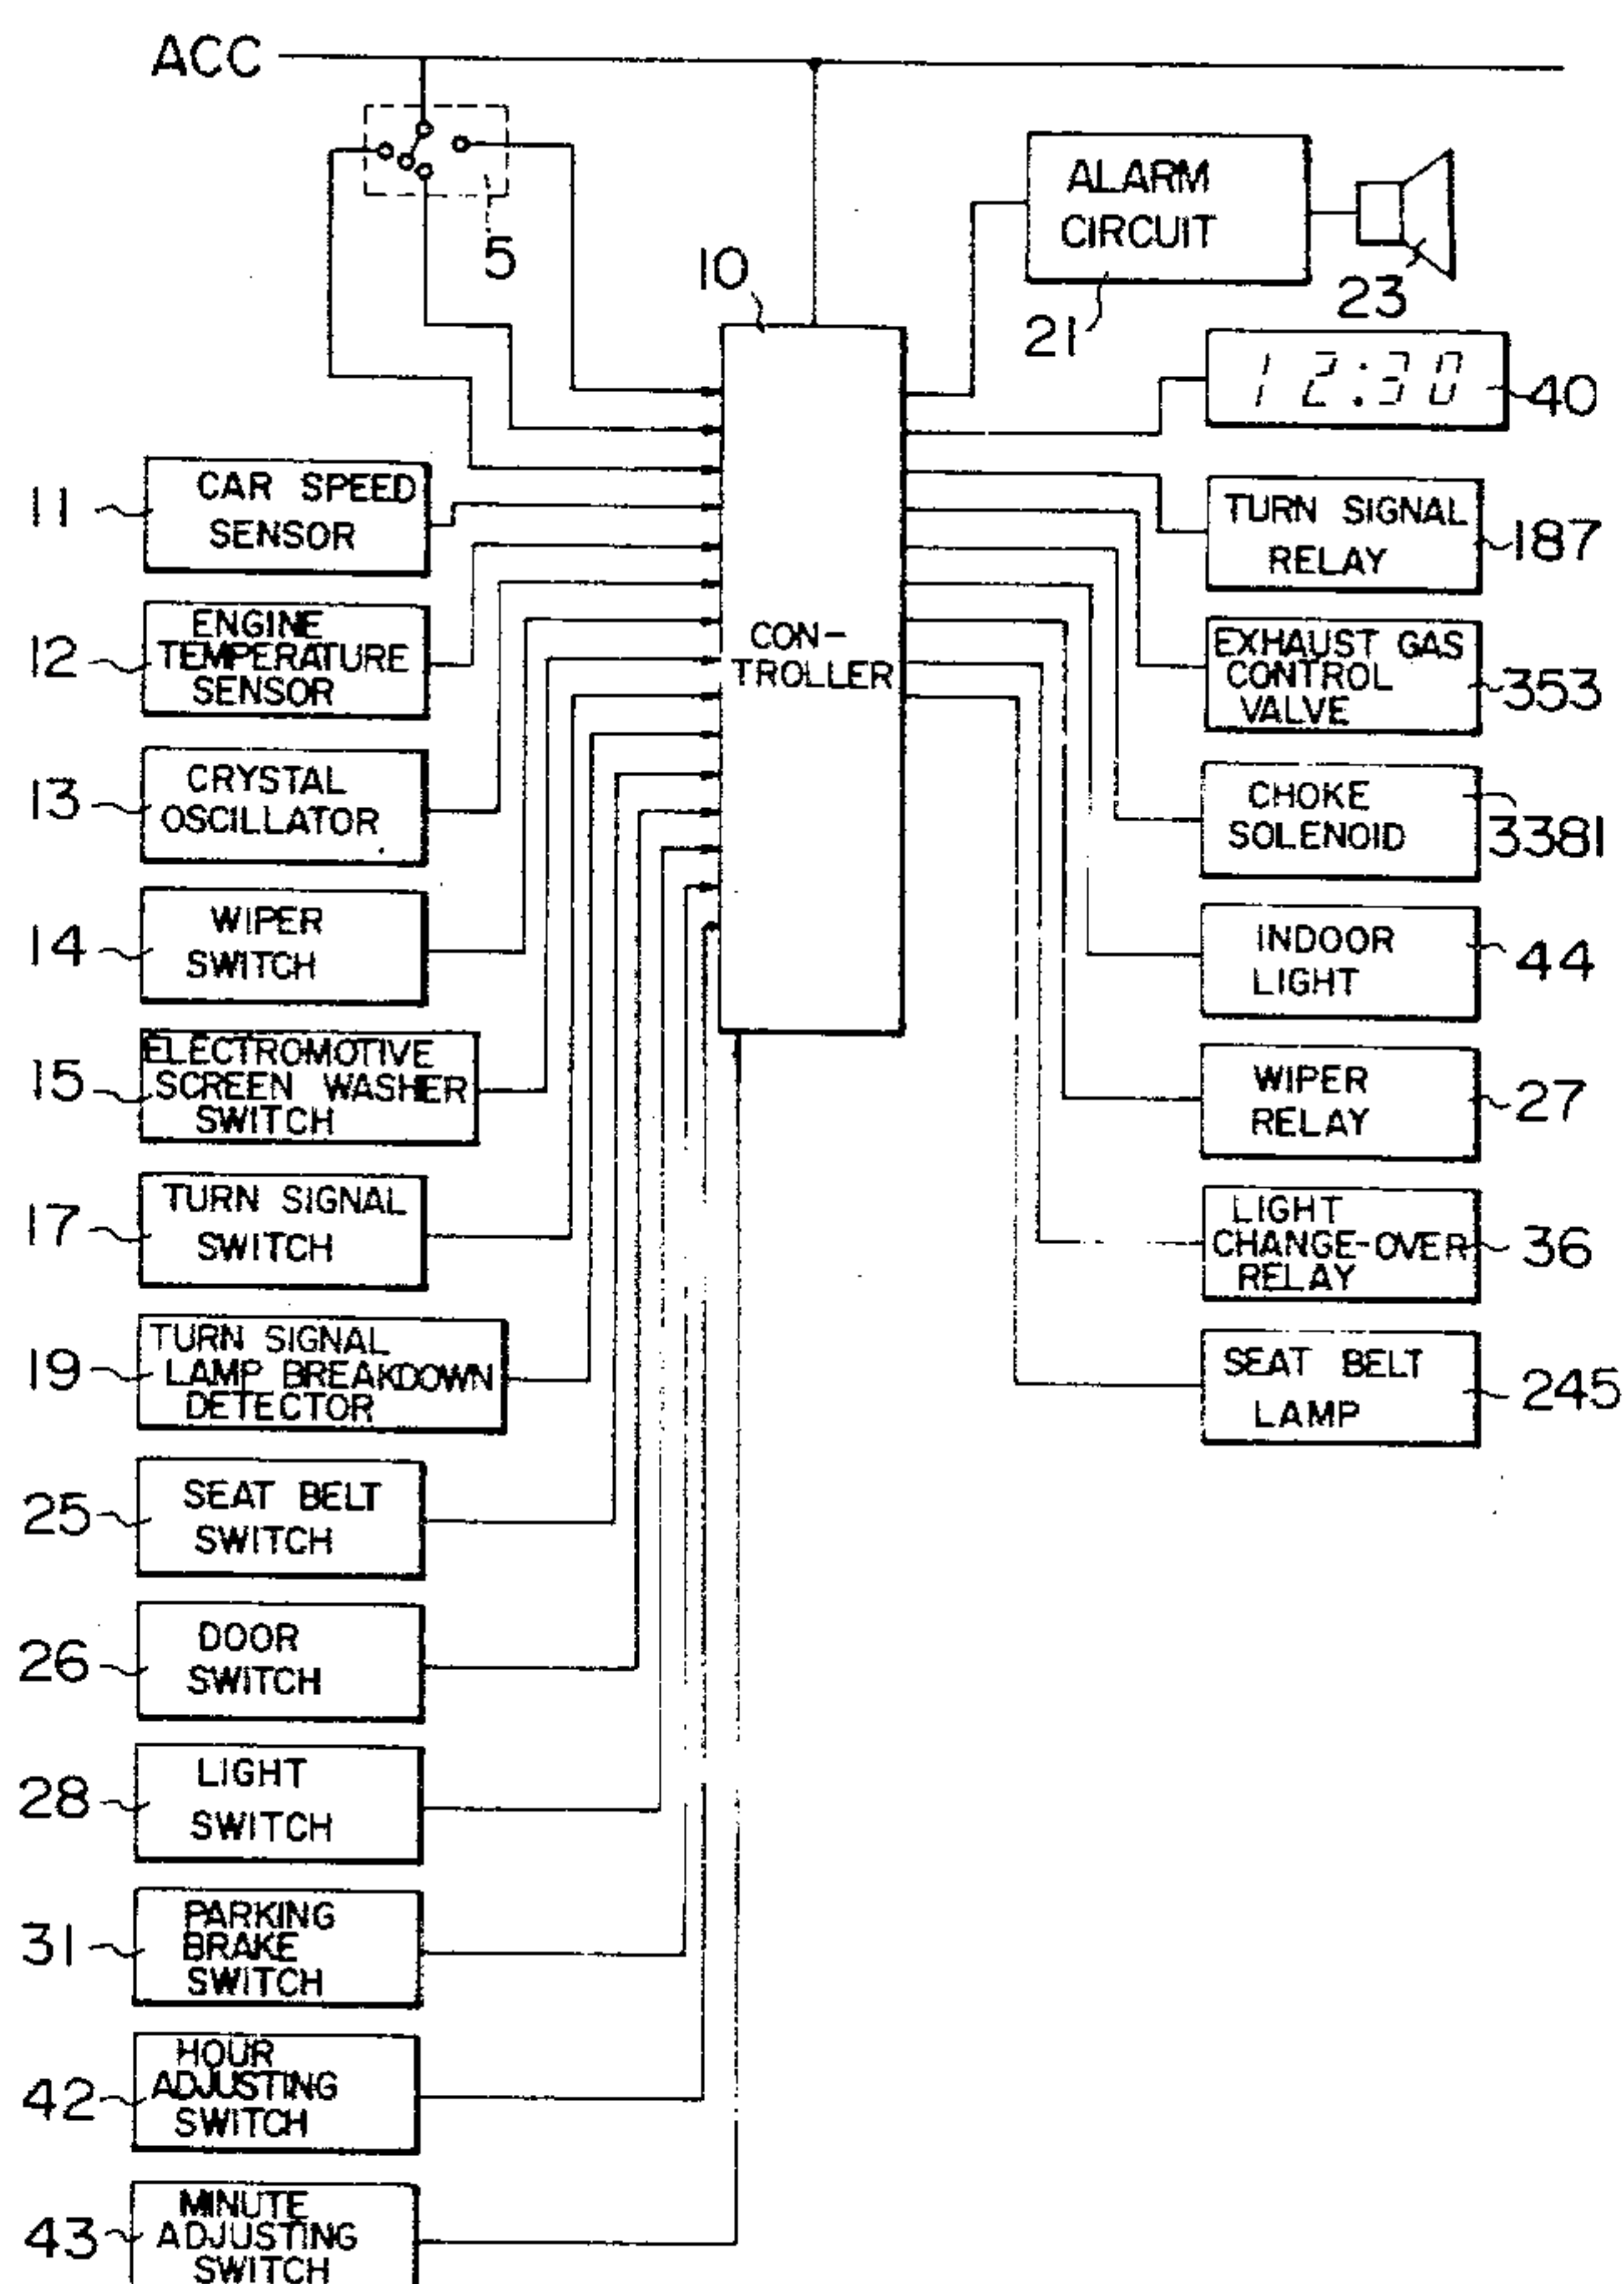 ACC
5
10
ALARM
CIRCUIT
21
23
12:30
40
11
CAR SPEED
SENSOR
12
ENGINE
TEMPERATURE
SENSOR
13
CRYSTAL
OSCILLATOR
14
WIPER
SWITCH
15
ELECTROMOTIVE
SCREEN WASHER
SWITCH
17
TURN SIGNAL
SWITCH
19
TURN SIGNAL
LAMP BREAKDOWN
DETECTOR
25
SEAT BELT
SWITCH
26
DOOR
SWITCH
28
LIGHT
SWITCH
31
PARKING
BRAKE
SWITCH
42
HOUR
ADJUSTING
SWITCH
43
MINUTE
ADJUSTING
SWITCH
CON-
TROLLER
TURN SIGNAL
RELAY
187
EXHAUST GAS
CONTROL
VALVE
353
CHOKE
SOLENOID
3381
INDOOR
LIGHT
44
WIPER
RELAY
27
LIGHT
CHANGE-OVER
RELAY
36
SEAT BELT
LAMP
245